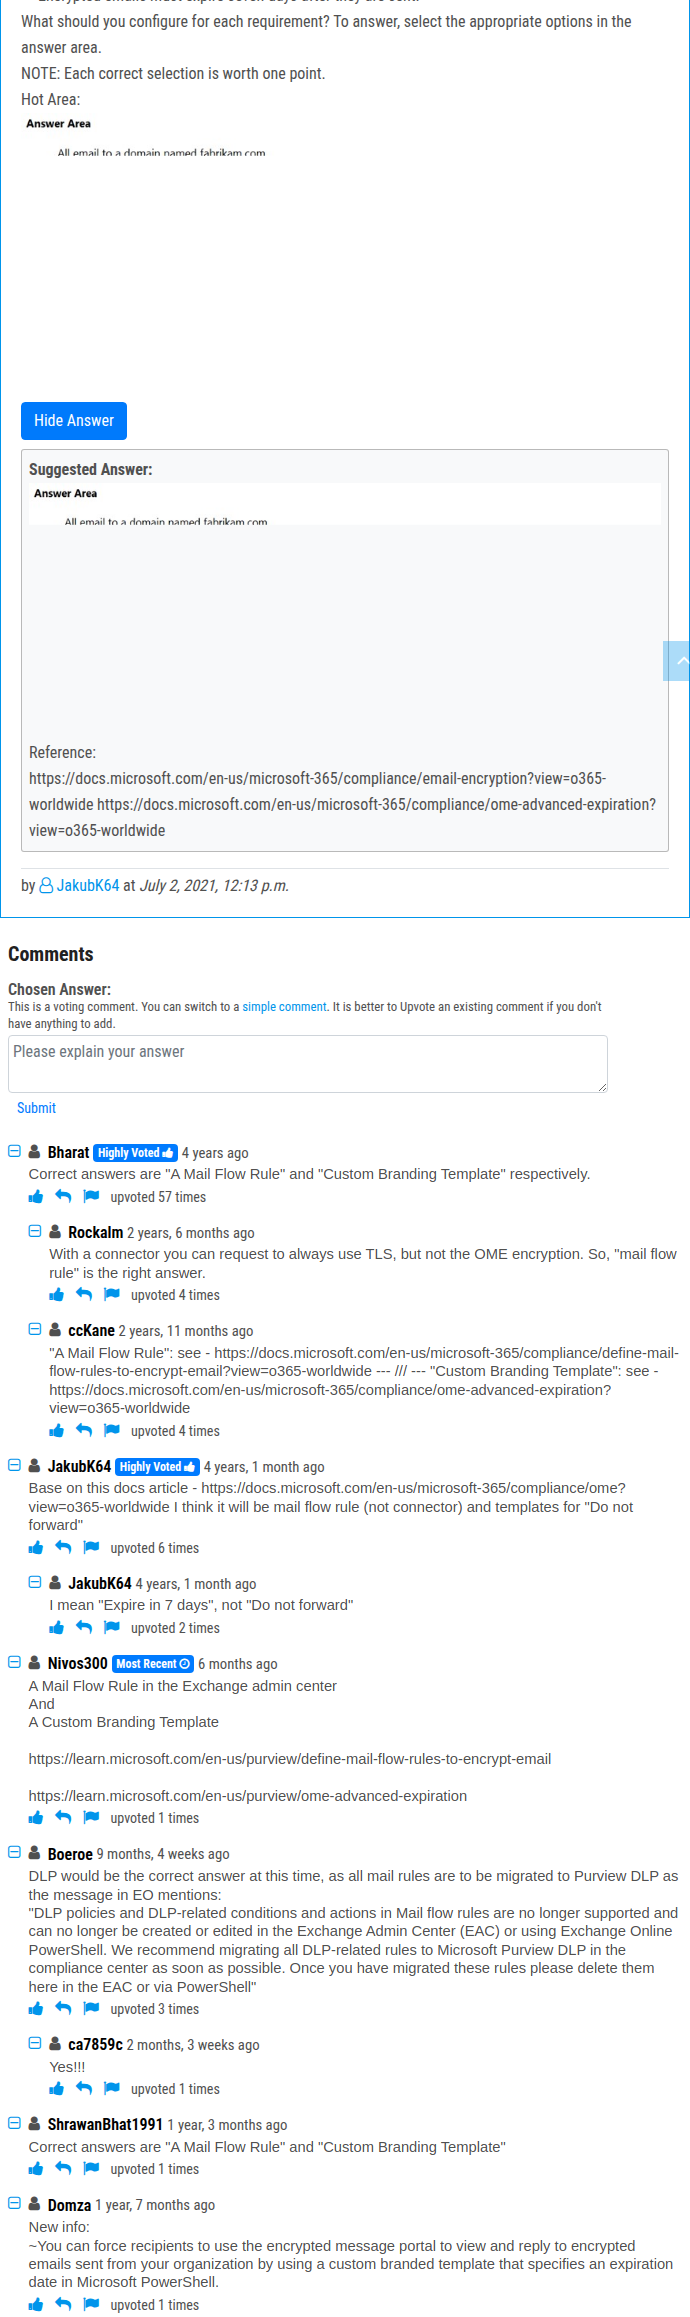 What should you configure for each requirement? To answer, select the appropriate options in the
answer area.
NOTE: Each correct selection is worth one point.
Hot Area:
Answer Area
All email to a domain named fabrikam.com
Hide Answer
Suggested Answer:
Answer Area
All email to a domain named fabrikam.com
Reference:
https://docs.microsoft.com/en-us/microsoft-365/compliance/email-encryption?view=o365-
worldwide https://docs.microsoft.com/en-us/microsoft-365/compliance/ome-advanced-expiration?
view=o365-worldwide
by JakubK64 at July 2, 2021, 12:13 p.m.
Comments
Chosen Answer:
This is a voting comment. You can switch to a simple comment. It is better to Upvote an existing comment if you don't
have anything to add.
Please explain your answer
Submit
Bharat Highly Voted 4 years ago
Correct answers are "A Mail Flow Rule" and "Custom Branding Template" respectively.
upvoted 57 times
Rockalm 2 years, 6 months ago
With a connector you can request to always use TLS, but not the OME encryption. So, "mail flow
rule" is the right answer.
upvoted 4 times
ccKane 2 years, 11 months ago
"A Mail Flow Rule": see - https://docs.microsoft.com/en-us/microsoft-365/compliance/define-mail-
flow-rules-to-encrypt-email?view=o365-worldwide --- /// --- "Custom Branding Template": see -
https://docs.microsoft.com/en-us/microsoft-365/compliance/ome-advanced-expiration?
view=o365-worldwide
upvoted 4 times
JakubK64 Highly Voted 4 years, 1 month ago
Base on this docs article - https://docs.microsoft.com/en-us/microsoft-365/compliance/ome?
view=o365-worldwide I think it will be mail flow rule (not connector) and templates for "Do not
forward"
upvoted 6 times
JakubK64 4 years, 1 month ago
I mean "Expire in 7 days", not "Do not forward"
upvoted 2 times
Nivos300 Most Recent 6 months ago
A Mail Flow Rule in the Exchange admin center
And
A Custom Branding Template
https://learn.microsoft.com/en-us/purview/define-mail-flow-rules-to-encrypt-email
https://learn.microsoft.com/en-us/purview/ome-advanced-expiration
upvoted 1 times
Boeroe 9 months, 4 weeks ago
DLP would be the correct answer at this time, as all mail rules are to be migrated to Purview DLP as
the message in EO mentions:
"DLP policies and DLP-related conditions and actions in Mail flow rules are no longer supported and
can no longer be created or edited in the Exchange Admin Center (EAC) or using Exchange Online
PowerShell. We recommend migrating all DLP-related rules to Microsoft Purview DLP in the
compliance center as soon as possible. Once you have migrated these rules please delete them
here in the EAC or via PowerShell"
upvoted 3 times
ca7859c 2 months, 3 weeks ago
Yes!!!
upvoted 1 times
ShrawanBhat1991 1 year, 3 months ago
Correct answers are "A Mail Flow Rule" and "Custom Branding Template"
upvoted 1 times
Domza 1 year, 7 months ago
New info:
~You can force recipients to use the encrypted message portal to view and reply to encrypted
emails sent from your organization by using a custom branded template that specifies an expiration
date in Microsoft PowerShell.
upvoted 1 times